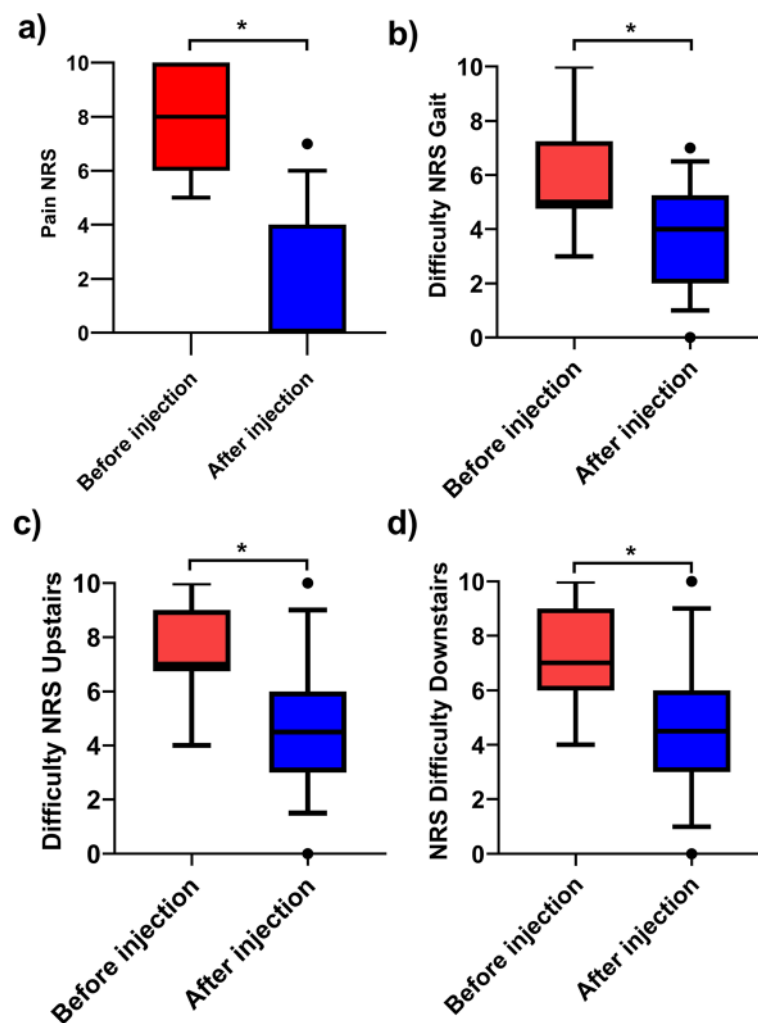 a)
*
Pain NRS
10
8
6
4
2
0
Before injection
After injection
b)
*
Difficulty NRS Gait
10
8
6
4
2
0
Before injection
After injection
c)
*
Difficulty NRS Upstairs
10
8
6
4
2
0
Before injection
After injection
d)
*
NRS Difficulty Downstairs
10
8
6
4
2
0
Before injection
After injection